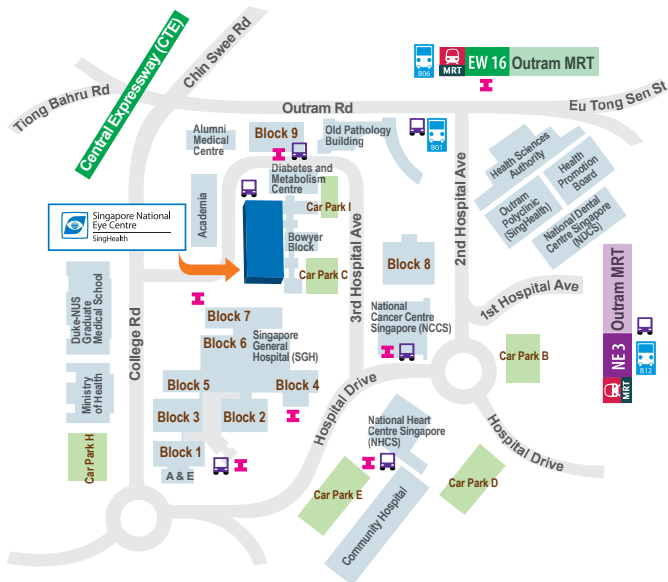 Central Expressway (CTE)
Chin Swee Rd
Tiong Bahru Rd
Outram Rd
Eu Tong Sen St
B06
MRT
EW 16
Outram MRT
B01
Alumni
Medical
Centre
Block 9
Old Pathology
Building
Diabetes and
Metabolism
Centre
Academia
Car Park I
Bowyer
Block
Car Park C
Singapore National
Eye Centre
SingHealth
3rd Hospital Ave
2nd Hospital Ave
Block 8
Health Sciences
Authority
Health
Promotion
Board
Outram
Polyclinic
(SingHealth)
National Dental
Centre Singapore
(NDCS)
1st Hospital Ave
Outram MRT
NE 3
MRT
B12
Duke-NUS
Graduate
Medical School
College Rd
Ministry
of Health
Car Park H
Block 7
Block 6
Singapore
General
Hospital (SGH)
Block 5
Block 4
Block 3
Block 2
Block 1
A & E
National
Cancer Centre
Singapore (NCCS)
Car Park B
Hospital Drive
National Heart
Centre Singapore
(NHCS)
Hospital Drive
Car Park E
Community Hospital
Car Park D